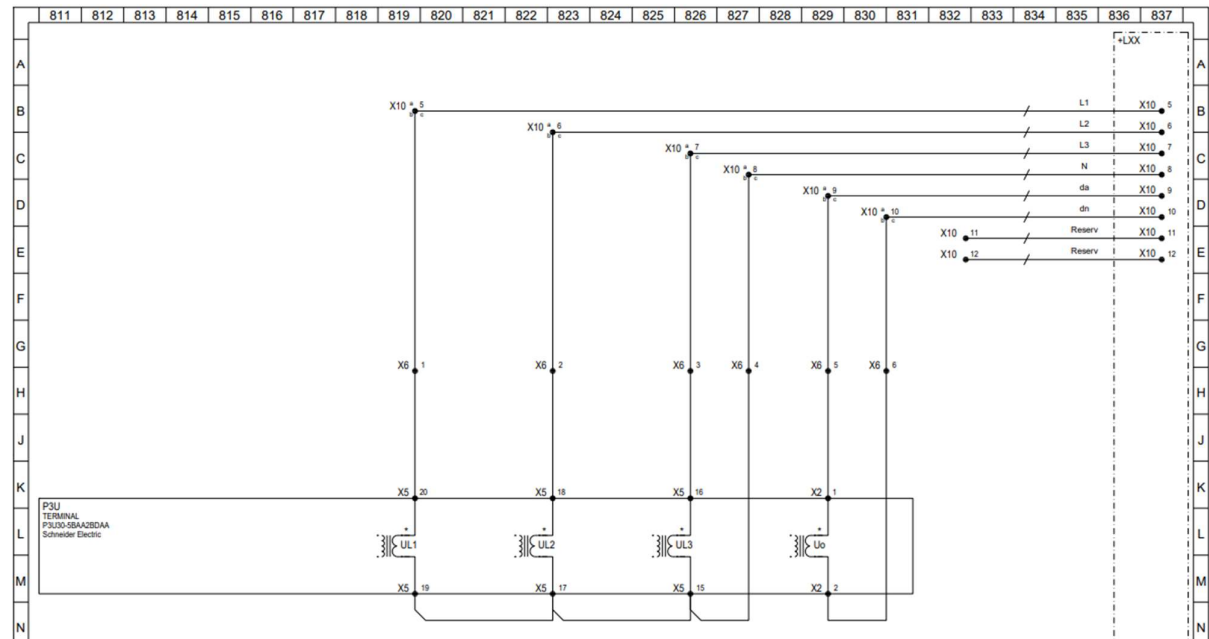 811 812 813 814 815 816 817 818 819 820 821 822 823 824 825 826 827 828 829 830 831 832 833 834 835 836 837
+LXX
A A
B X10 a b c 5 L1 X10 5 B
X10 a b c 6 L2 X10 6
C X10 a b c 7 L3 X10 7 C
X10 a b c 8 N X10 8
D X10 a b c 9 da X10 9 D
X10 a b c 10 dn X10 10
X10 11 Reserv X10 11
E X10 12 Reserv X10 12 E
F F
G G
X6 1 X6 2 X6 3 X6 4 X6 5 X6 6
H H
J J
K K
X5 20 X5 18 X5 16 X2 1
P3U
TERMINAL
P3U30-5BAA2BDAA
Schneider Electric
L * * * * L
UL1 UL2 UL3 Uo
M M
X5 19 X5 17 X5 15 X2 2
N N